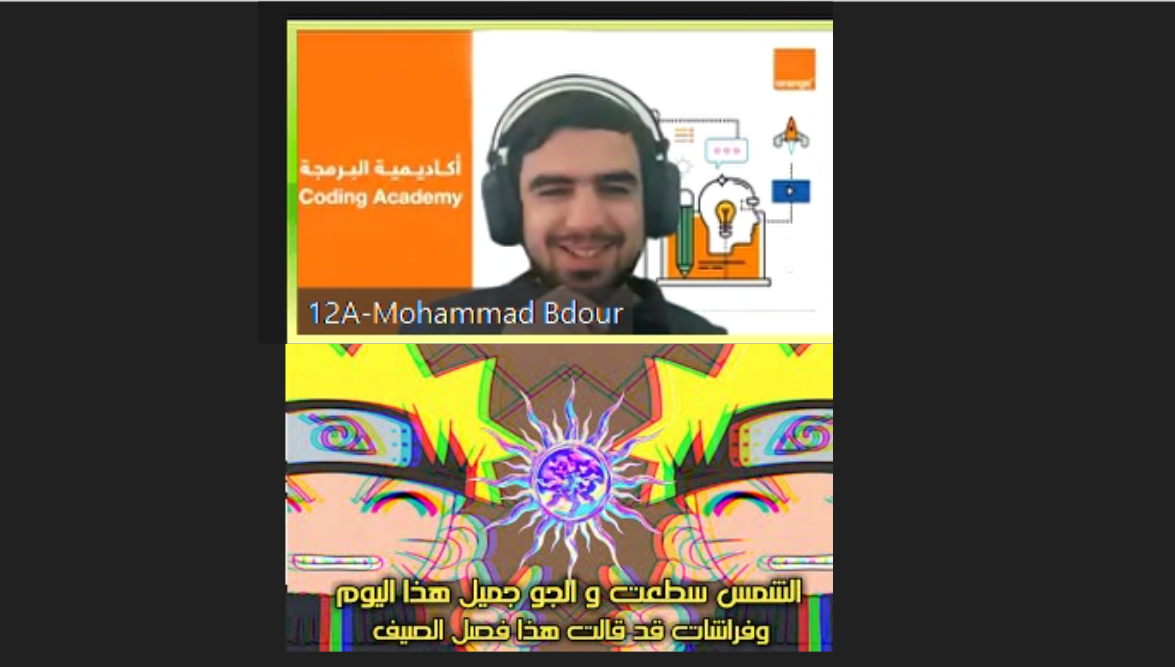 orange
أكاديمية البرمجة
Coding Academy
12A-Mohammad Bdour
الشمس سطعت و الجو جميل هذا اليوم
وفراشات قد قالت هذا فصل الصيف